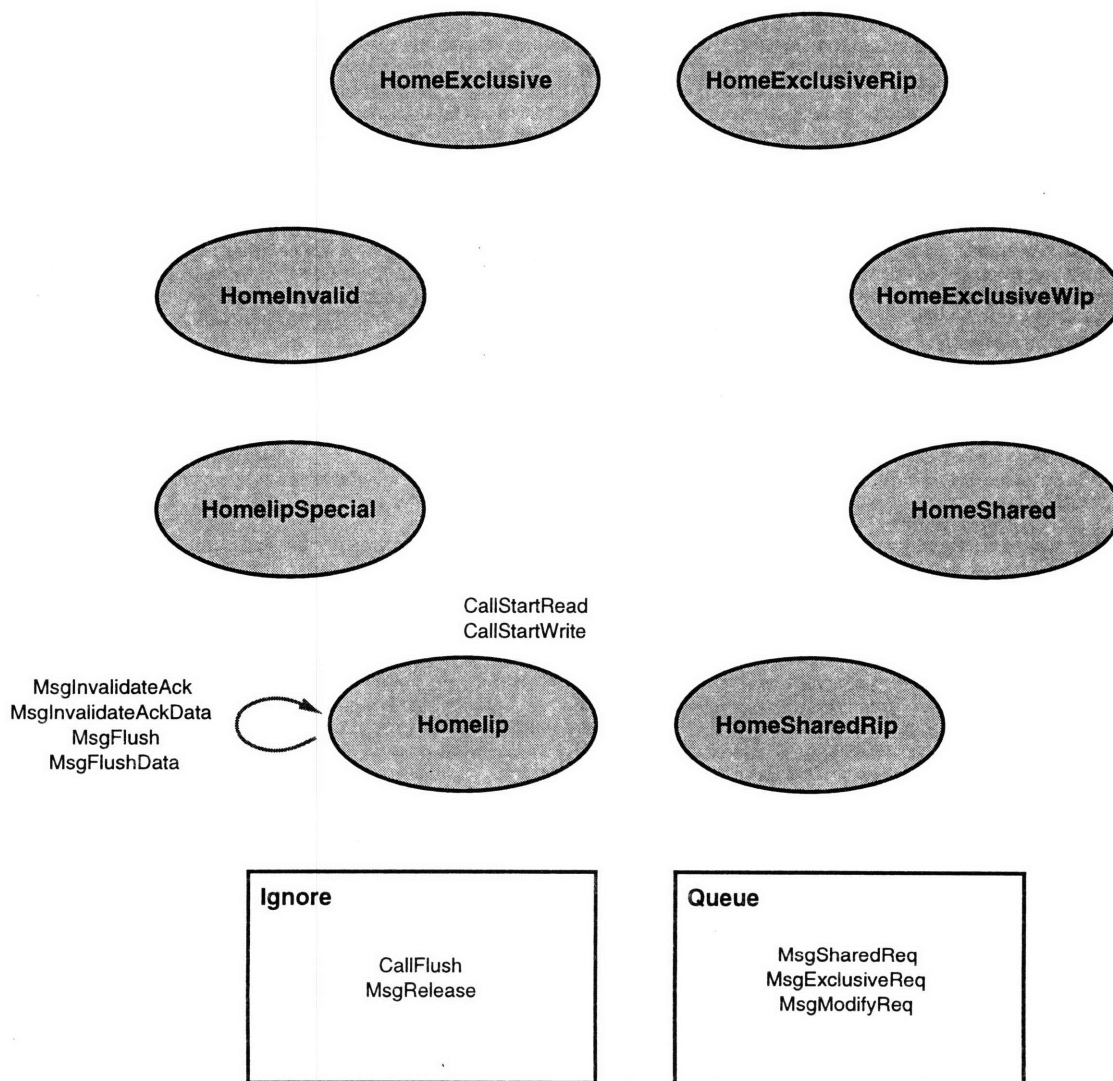 HomeExclusive
HomeExclusiveRip
HomeInvalid
HomeExclusiveWip
HomeIipSpecial
HomeShared
CallStartRead
CallStartWrite
MsgInvalidateAck
MsgInvalidateAckData
MsgFlush
MsgFlushData
HomeIip
HomeSharedRip
Ignore
CallFlush
MsgRelease
Queue
MsgSharedReq
MsgExclusiveReq
MsgModifyReq